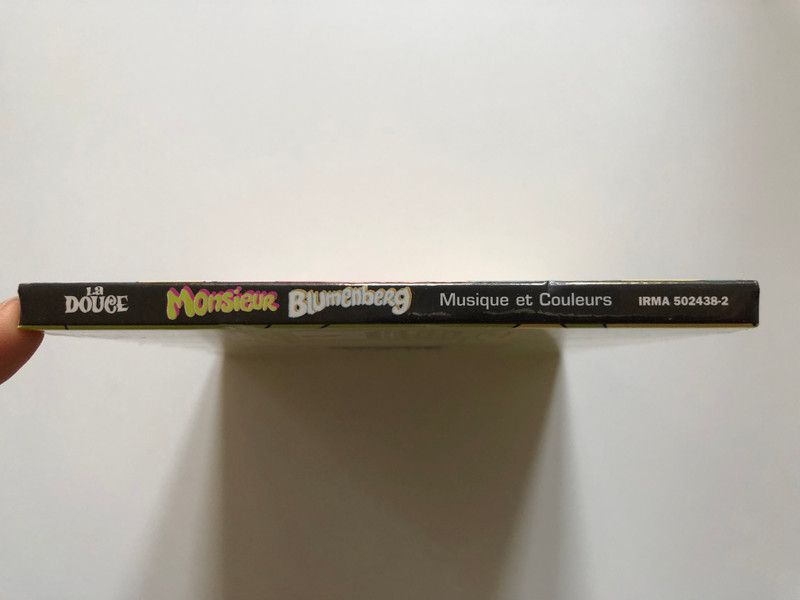 La Douce
Monsieur Blumenberg Musique et Couleurs IRMA 502438-2